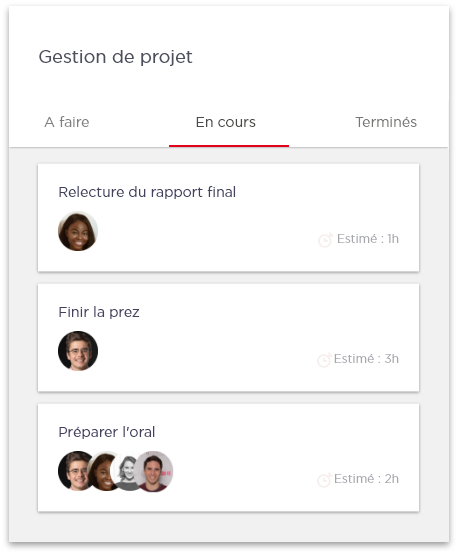 Gestion de projet
A faire
En cours
Terminés
Relecture du rapport final
Estimé : 1h
Finir la prez
Estimé : 3h
Préparer l'oral
Estimé : 2h